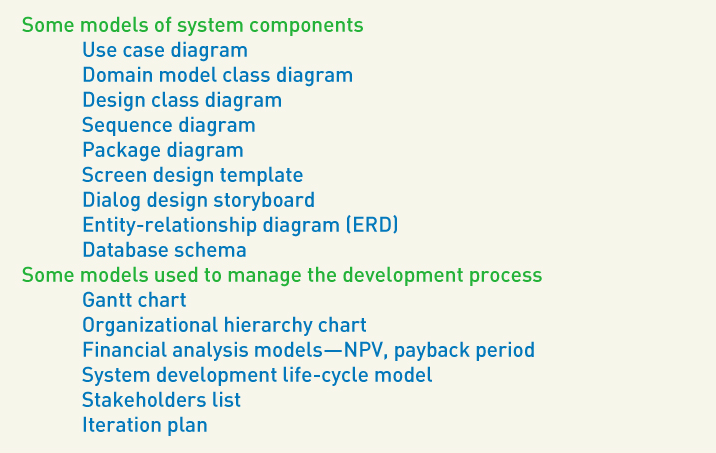 Some models of system components
Use case diagram
Domain model class diagram
Design class diagram
Sequence diagram
Package diagram
Screen design template
Dialog design storyboard
Entity-relationship diagram (ERD)
Database schema
Some models used to manage the development process
Gantt chart
Organizational hierarchy chart
Financial analysis models—NPV, payback period
System development life-cycle model
Stakeholders list
Iteration plan